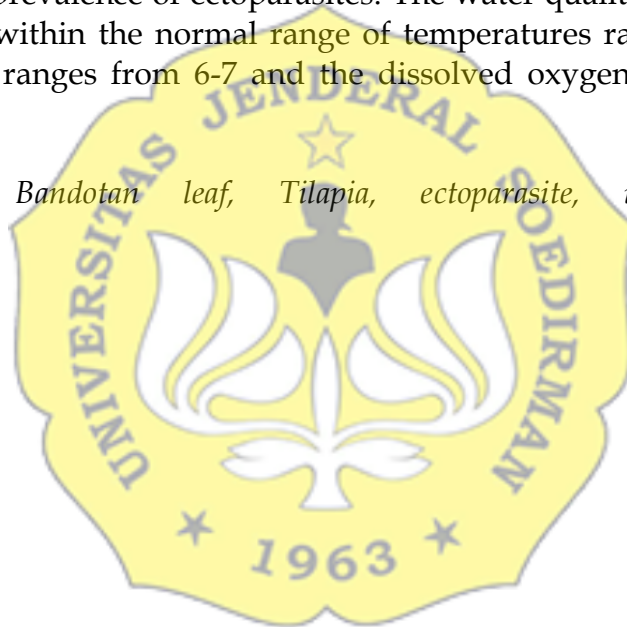 prevalence of ectoparasites. The water quali
within the normal range of temperatures ra
ranges from 6-7 and the dissolved oxygen
Bandotan leaf, Tilapia, ectoparasite,
UNIVERSITAS JENDERAL SOEDIRMAN
1963